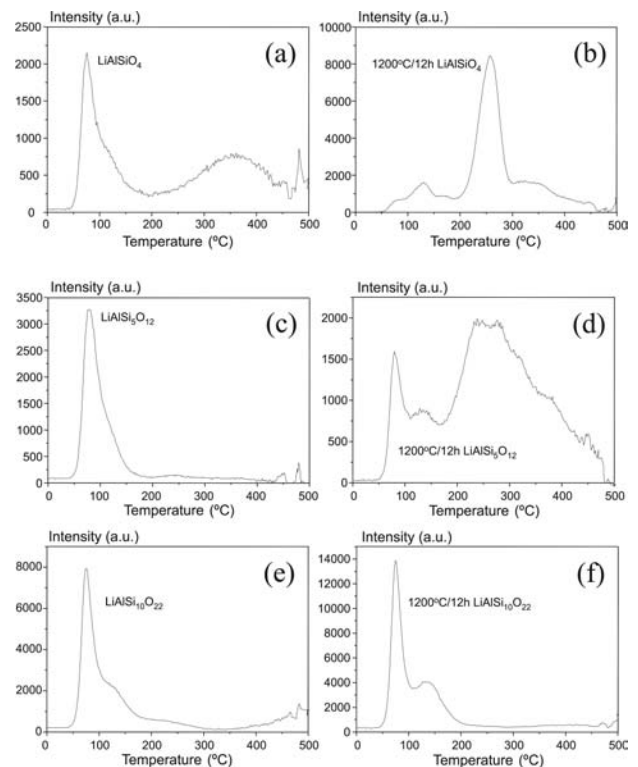 Intensity (a.u.)
2500
2000
1500
1000
500
0
0 100 200 300 400 500
Temperature (ºC)
LiAlSiO₄
(a)
Intensity (a.u.)
10000
8000
6000
4000
2000
0
0 100 200 300 400 500
Temperature (ºC)
1200ºC/12h LiAlSiO₄
(b)
Intensity (a.u.)
3500
3000
2500
2000
1500
1000
500
0
0 100 200 300 400 500
Temperature (ºC)
LiAlSi₅O₁₂
(c)
Intensity (a.u.)
2000
1500
1000
500
0
0 100 200 300 400 500
Temperature (ºC)
1200ºC/12h LiAlSi₅O₁₂
(d)
Intensity (a.u.)
8000
6000
4000
2000
0
0 100 200 300 400 500
Temperature (ºC)
LiAlSi₁₀O₂₂
(e)
Intensity (a.u.)
14000
12000
10000
8000
6000
4000
2000
0
0 100 200 300 400 500
Temperature (ºC)
1200ºC/12h LiAlSi₁₀O₂₂
(f)